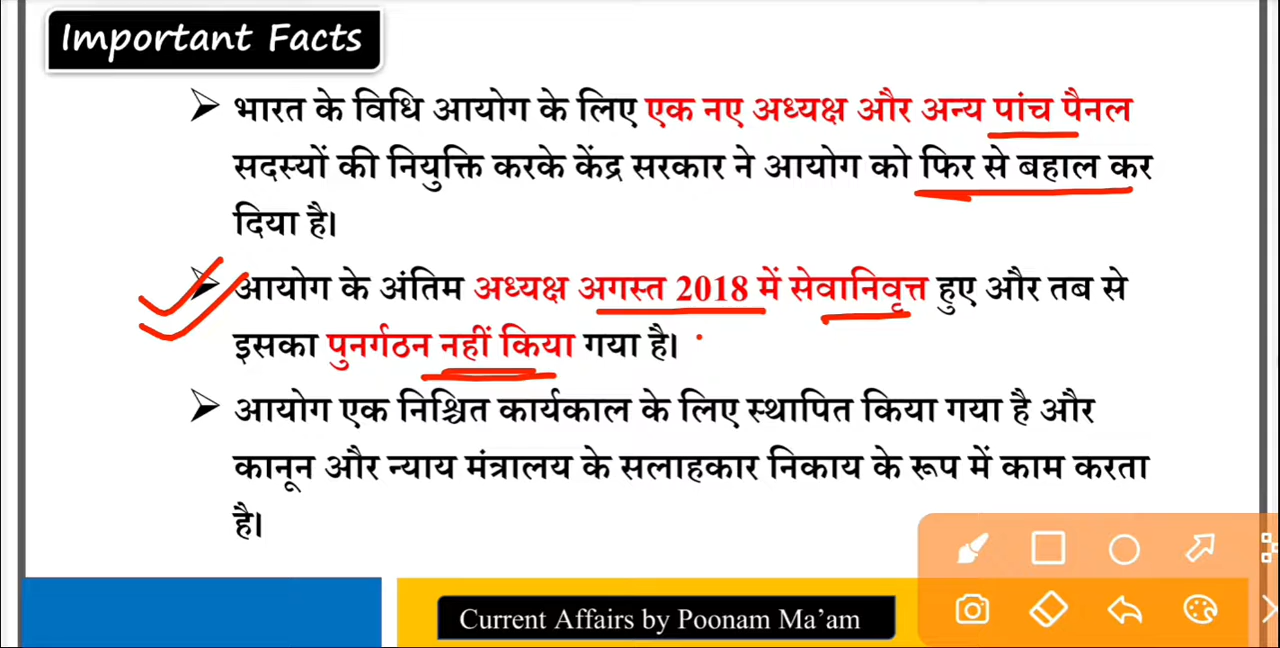 Important Facts
भारत के विधि आयोग के लिए एक नए अध्यक्ष और अन्य पांच पैनल
सदस्यों की नियुक्ति करके केंद्र सरकार ने आयोग को फिर से बहाल कर
दिया है।
आयोग के अंतिम अध्यक्ष अगस्त 2018 में सेवानिवृत्त हुए और तब से
इसका पुनर्गठन नहीं किया गया है।
आयोग एक निश्चित कार्यकाल के लिए स्थापित किया गया है और
कानून और न्याय मंत्रालय के सलाहकार निकाय के रूप में काम करता
है।
Current Affairs by Poonam Ma’am